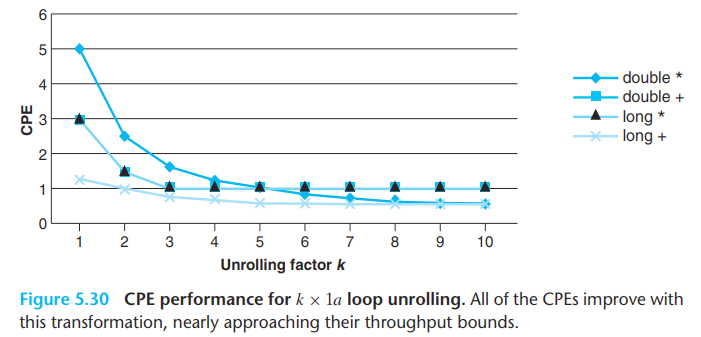 6
5
4
3
2
1
0
CPE
1 2 3 4 5 6 7 8 9 10
Unrolling factor k
double *
double +
long *
long +
Figure 5.30 CPE performance for k × 1a loop unrolling. All of the CPEs improve with
this transformation, nearly approaching their throughput bounds.